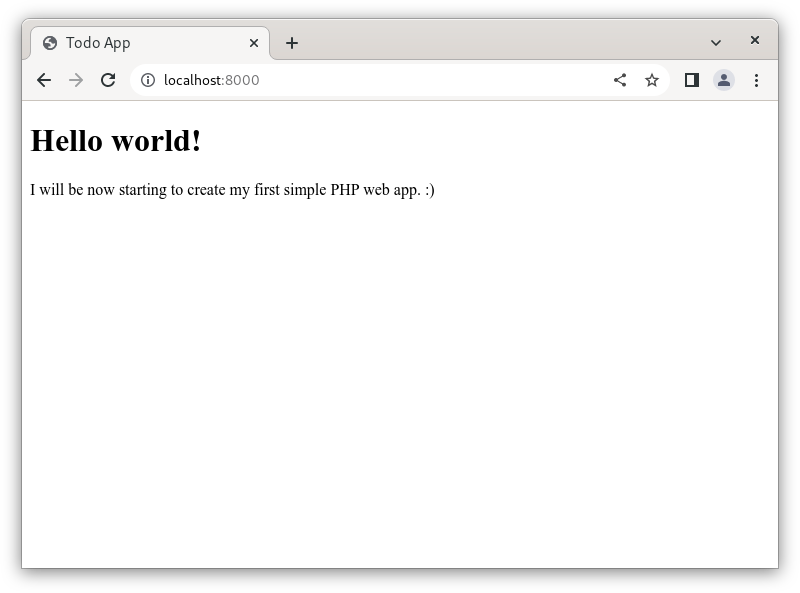 Todo App
localhost:8000
Hello world!
I will be now starting to create my first simple PHP web app. :)